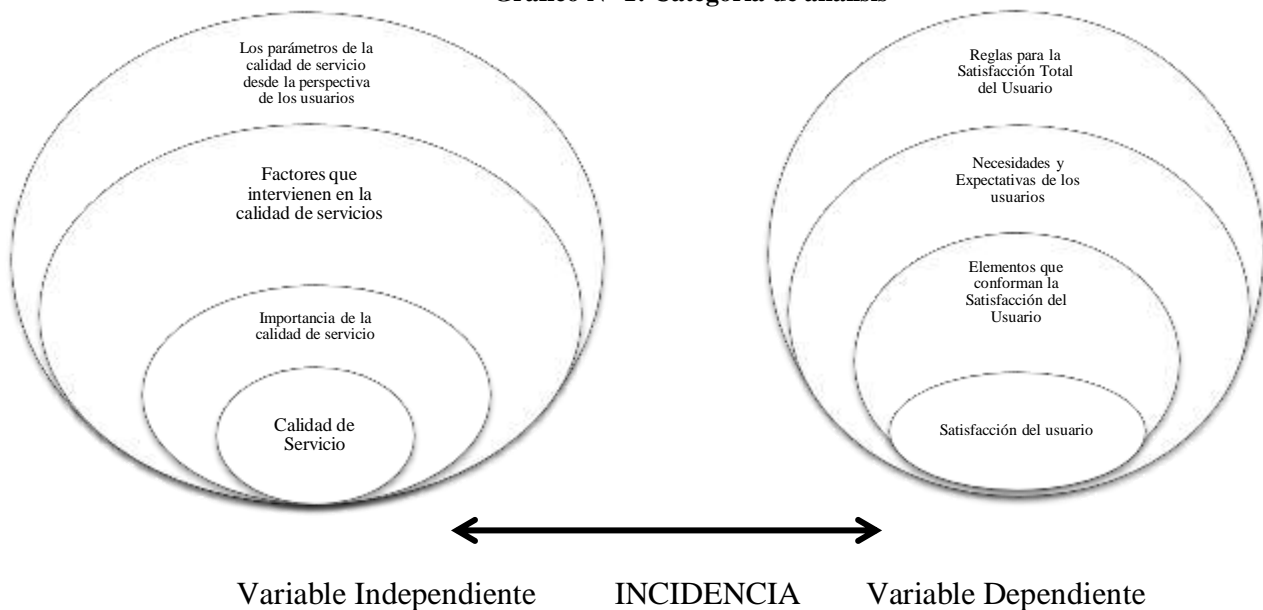 Los parámetros de la
calidad de servicio
desde la perspectiva
de los usuarios
Factores que
intervienen en la
calidad de servicios
Importancia de la
calidad de servicio
Calidad de
Servicio
Reglas para la
Satisfacción Total
del Usuario
Necesidades y
Expectativas de los
usuarios
Elementos que
conforman la
Satisfacción del
Usuario
Satisfacción del usuario
Variable Independiente INCIDENCIA Variable Dependiente